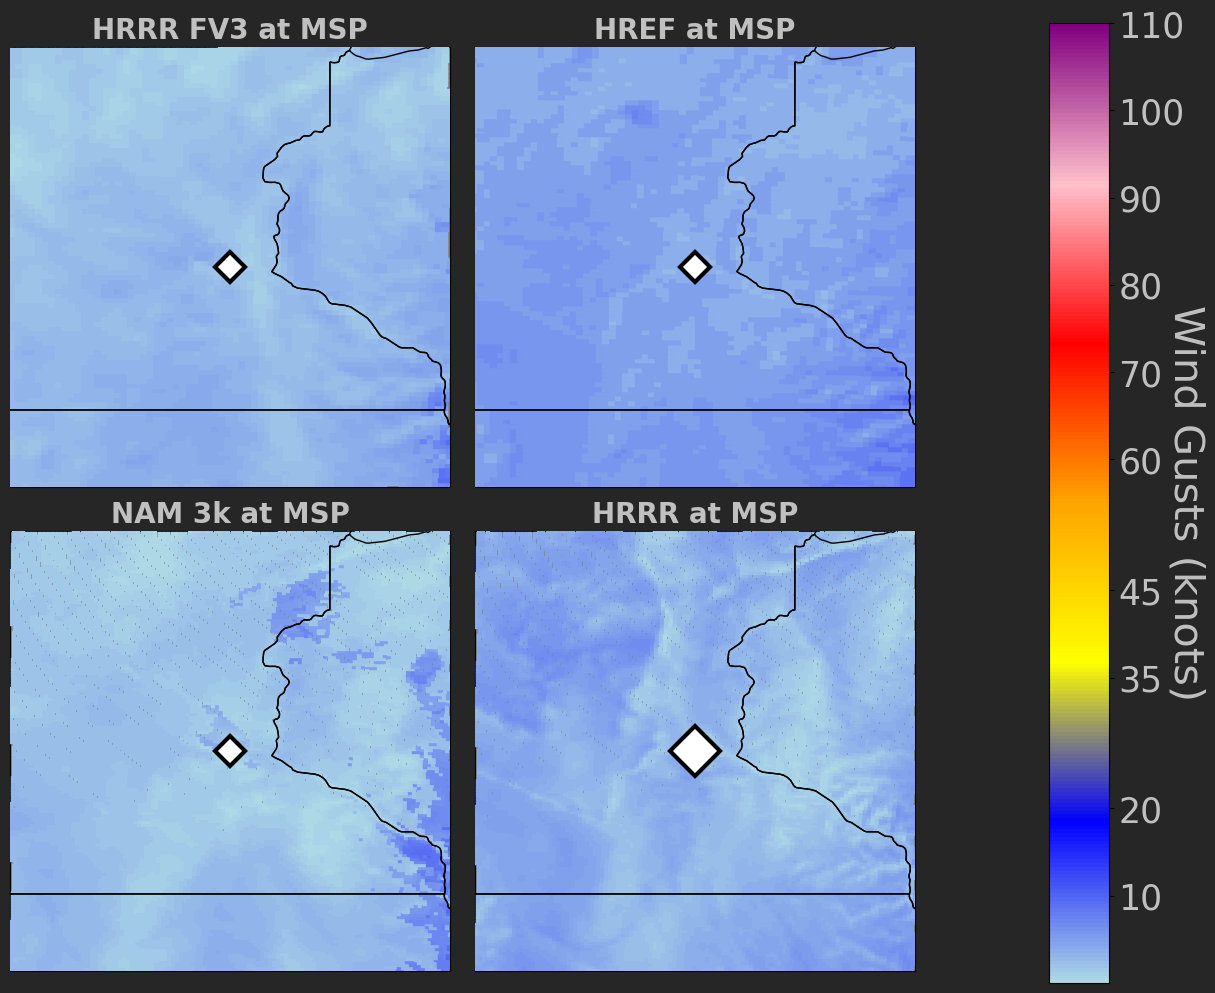 HRRR FV3 at MSP
HREF at MSP
NAM 3k at MSP
HRRR at MSP
110
100
90
80
70
60
45
35
20
10
Wind Gusts (knots)